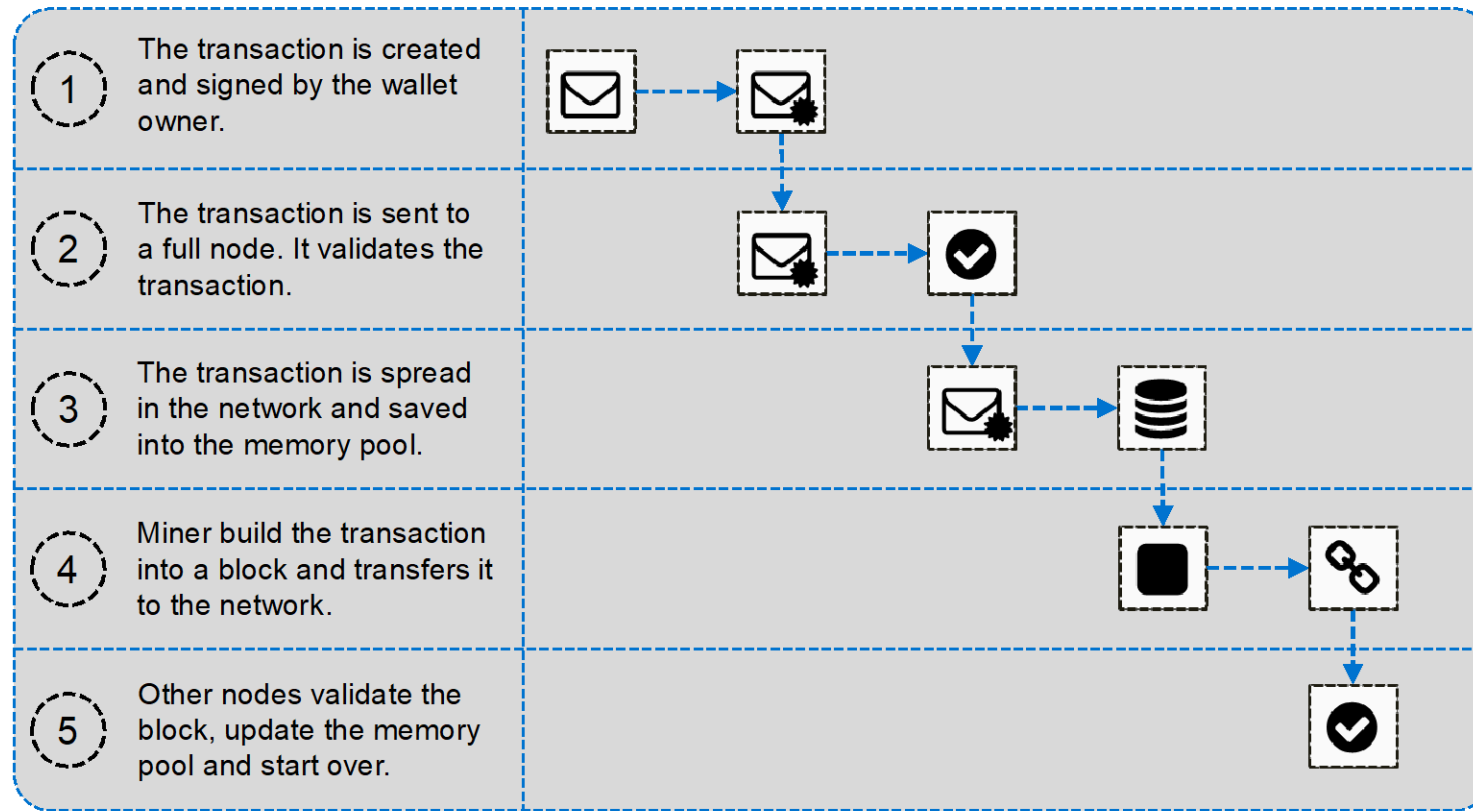 1
The transaction is created
and signed by the wallet
owner.
2
The transaction is sent to
a full node. It validates the
transaction.
3
The transaction is spread
in the network and saved
into the memory pool.
4
Miner build the transaction
into a block and transfers it
to the network.
5
Other nodes validate the
block, update the memory
pool and start over.